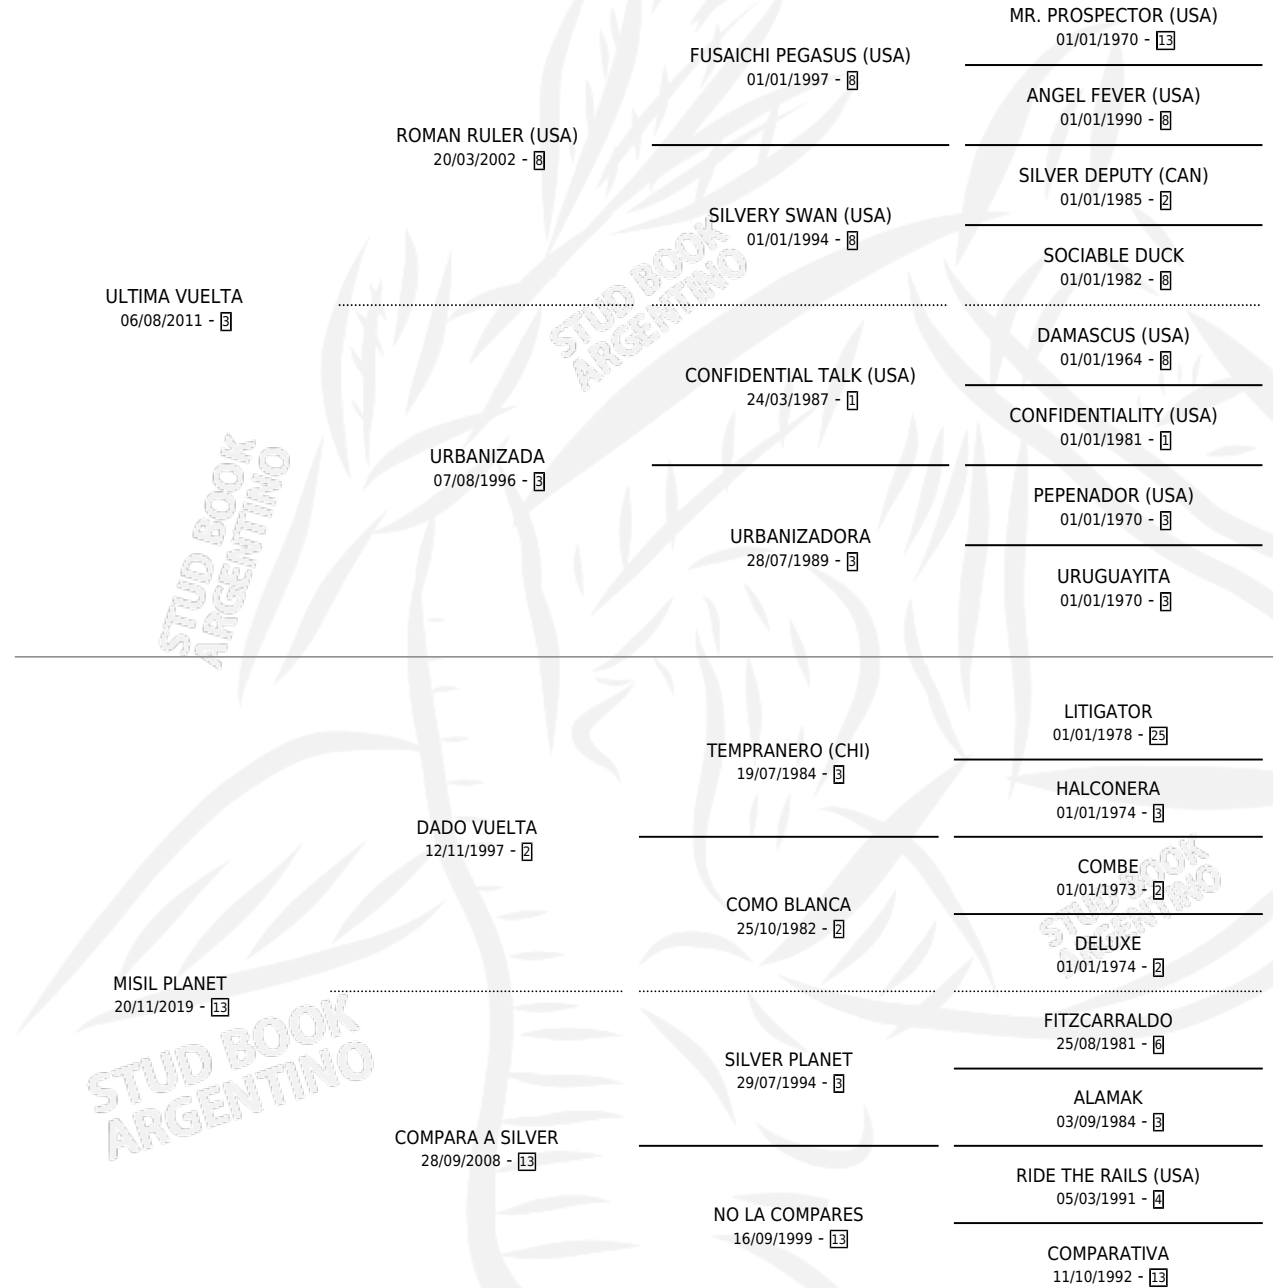 MR. PROSPECTOR (USA)
01/01/1970 - 13
FUSAICHI PEGASUS (USA)
01/01/1997 - 8
ANGEL FEVER (USA)
01/01/1990 - 8
ROMAN RULER (USA)
20/03/2002 - 8
SILVER DEPUTY (CAN)
01/01/1985 - 2
SILVERY SWAN (USA)
01/01/1994 - 8
SOCIABLE DUCK
01/01/1982 - 8
STUD BOOK
ARGENTINO
ULTIMA VUELTA
06/08/2011 - 3
DAMASCUS (USA)
01/01/1964 - 8
CONFIDENTIAL TALK (USA)
24/03/1987 - 1
CONFIDENTIALITY (USA)
01/01/1981 - 1
URBANIZADA
07/08/1996 - 3
PEPENADOR (USA)
01/01/1970 - 3
URBANIZADORA
28/07/1989 - 3
URUGUAYITA
01/01/1970 - 3
STUD BOOK
ARGENTINO
LITIGATOR
01/01/1978 - 25
TEMPRANERO (CHI)
19/07/1984 - 3
HALCONERA
01/01/1974 - 3
DADO VUELTA
12/11/1997 - 2
COMBE
01/01/1973 - 2
COMO BLANCA
25/10/1982 - 2
DELUXE
01/01/1974 - 2
STUD BOOK
ARGENTINO
MISIL PLANET
20/11/2019 - 13
FITZCARRALDO
25/08/1981 - 6
SILVER PLANET
29/07/1994 - 3
ALAMAK
03/09/1984 - 3
STUD BOOK
ARGENTINO
COMPARA A SILVER
28/09/2008 - 13
RIDE THE RAILS (USA)
05/03/1991 - 4
NO LA COMPARES
16/09/1999 - 13
COMPARATIVA
11/10/1992 - 13